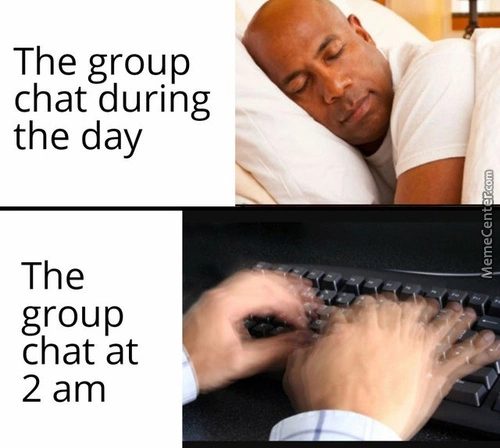 The group
chat during
the day
MemeCenter.com
The
group
chat at
2 am